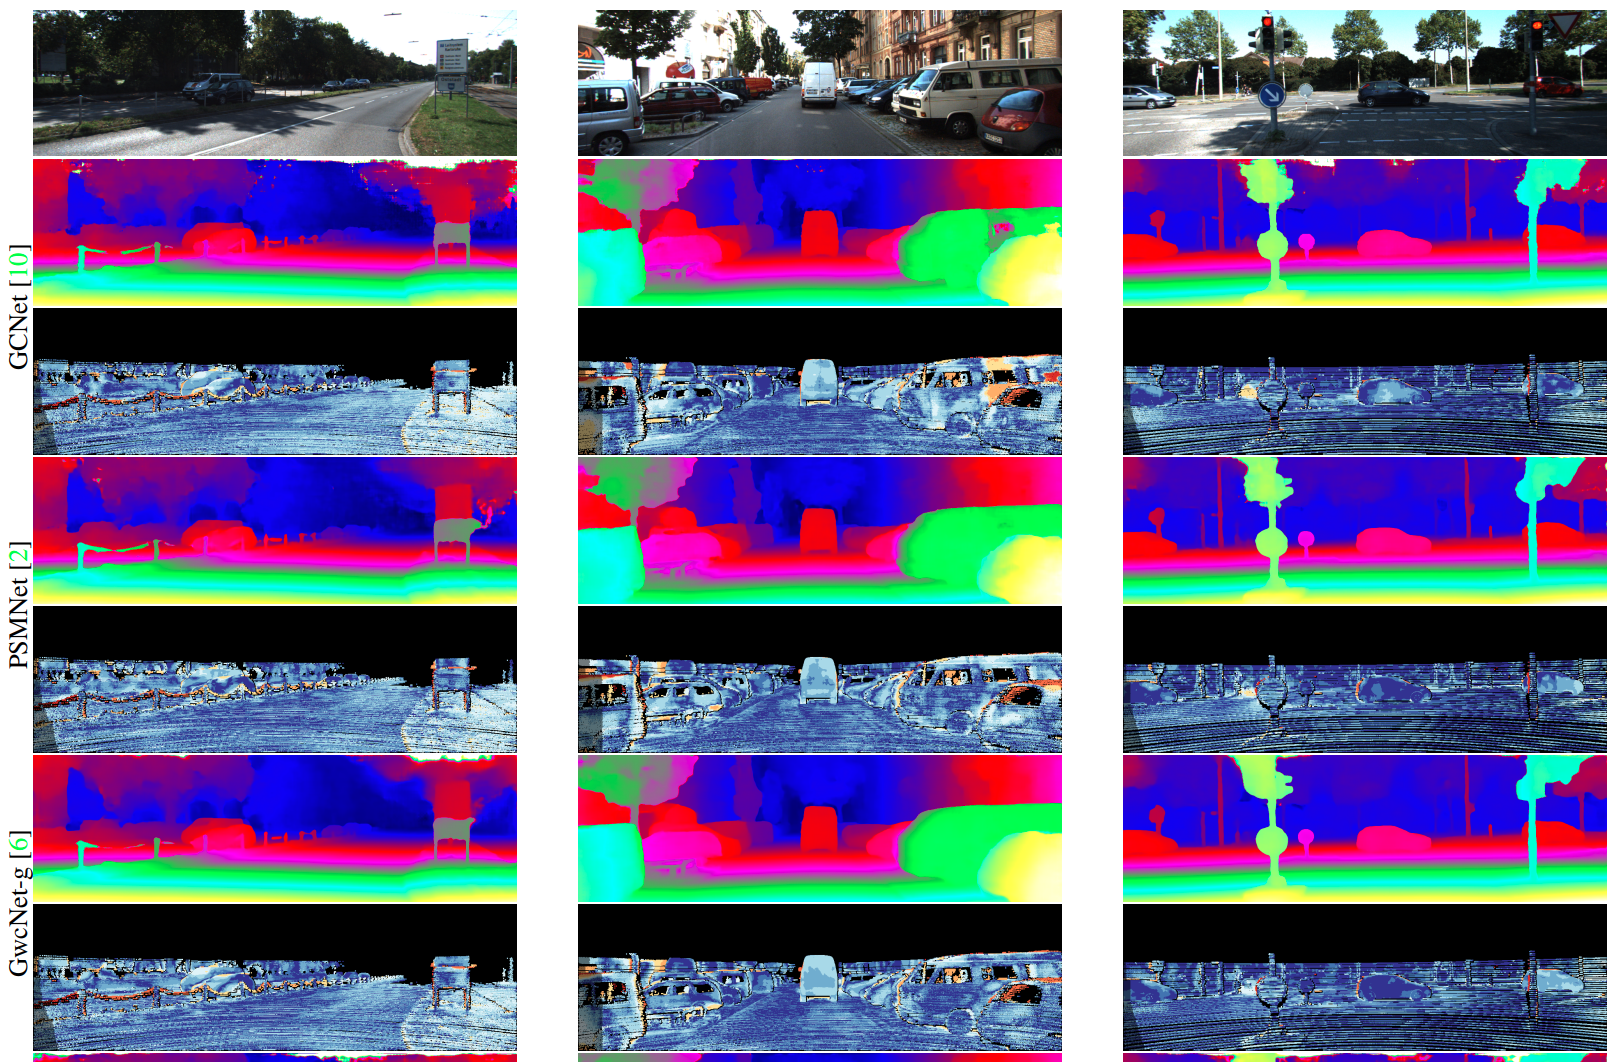 GCNet [10]
PSMNet [2]
GwcNet-g [6]